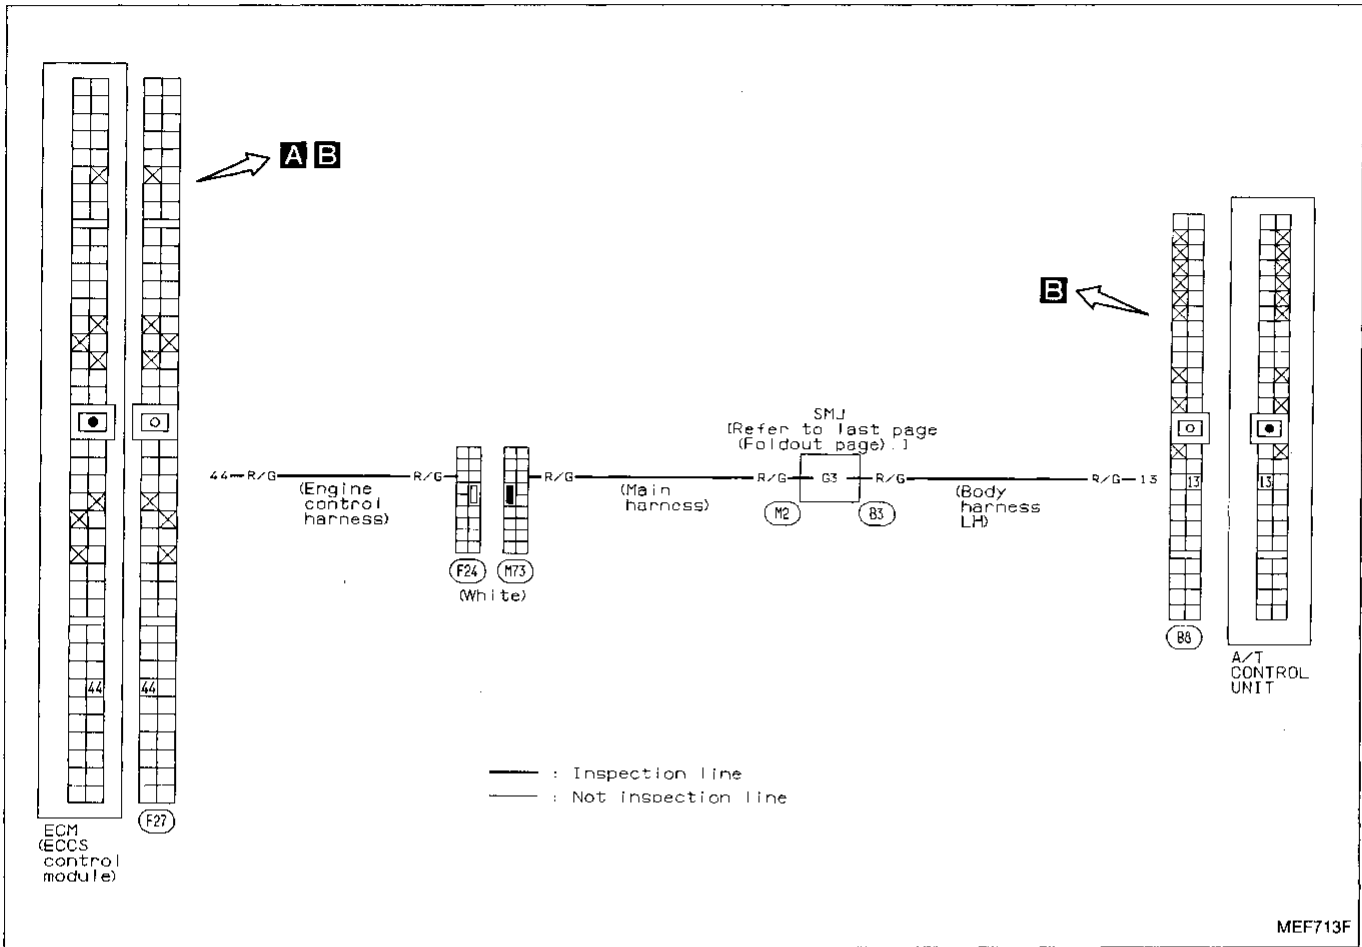 A B
B
SMJ
[Refer to last page
(Foldout page).]
44 R/G R/G R/G R/G G3 R/G R/G 13
(Engine
control
harness)
(Main
harness)
(Body
harness
LH)
13 13
M2 B3
F24 M73
(White)
B8
A/T
CONTROL
UNIT
44 44
: Inspection line
: Not inspection line
F27
ECM
(ECCS
control
module)
MEF713F